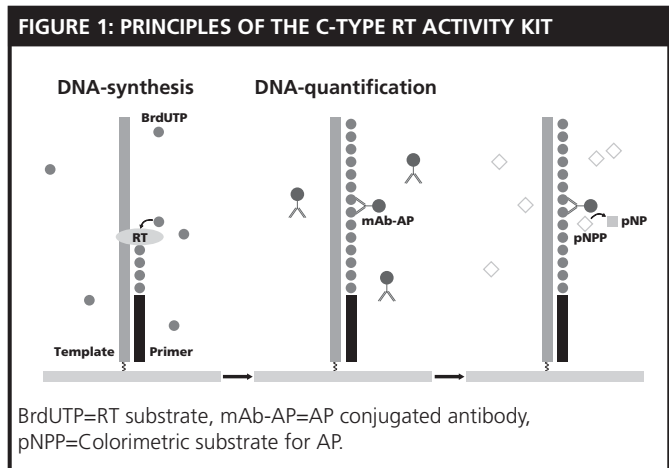 FIGURE 1: PRINCIPLES OF THE C-TYPE RT ACTIVITY KIT
DNA-synthesis
DNA-quantification
BrdUTP
RT
mAb-AP
pNP
pNPP
Template
Primer
BrdUTP=RT substrate, mAb-AP=AP conjugated antibody,
pNPP=Colorimetric substrate for AP.